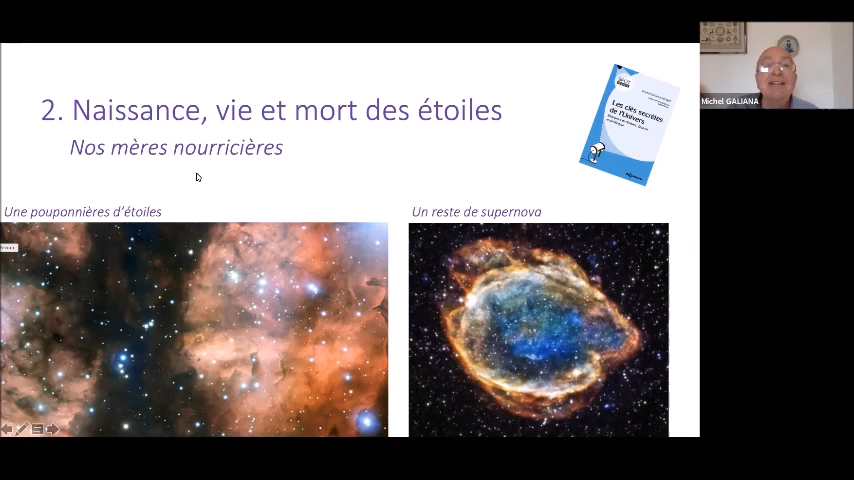 2. Naissance, vie et mort des étoiles
Nos mères nourricières
Les clés secrètes
de l'Univers
Michel GALIANA
Une pouponnières d'étoiles
Un reste de supernova